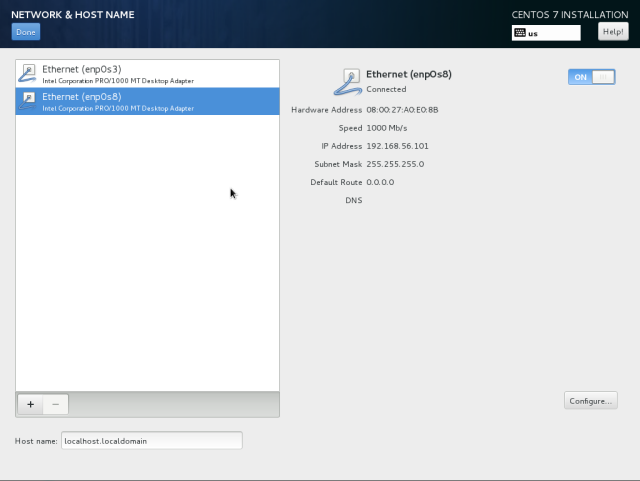 NETWORK & HOST NAME
CENTOS 7 INSTALLATION
Done
us
Help!
Ethernet (enp0s3)
Intel Corporation PRO/1000 MT Desktop Adapter
Ethernet (enp0s8)
Intel Corporation PRO/1000 MT Desktop Adapter
Ethernet (enp0s8)
Connected
ON
Hardware Address 08:00:27:A0:E0:8B
Speed 1000 Mb/s
IP Address 192.168.56.101
Subnet Mask 255.255.255.0
Default Route 0.0.0.0
DNS
+ −
Configure...
Host name: localhost.localdomain